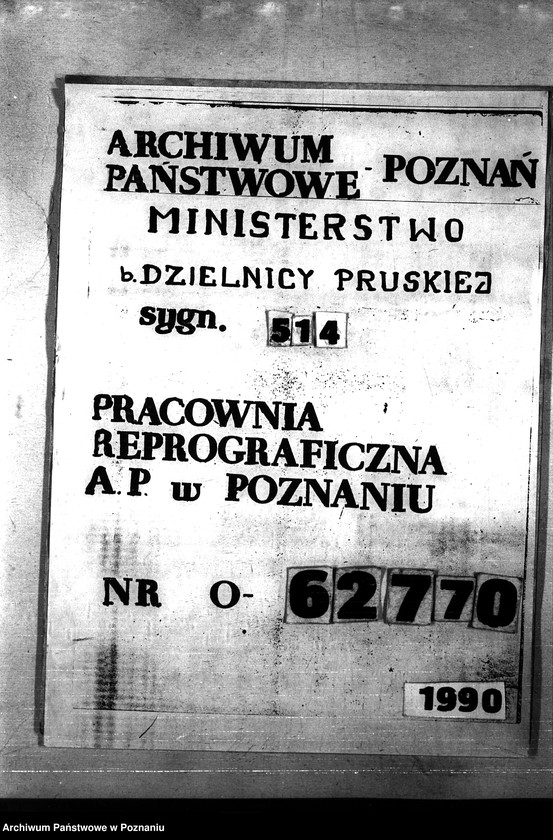 ARCHIWUM
PAŃSTWOWE - POZNAŃ
MINISTERSTWO
b. DZIELNICY PRUSKIEJ
sygn. 514
PRACOWNIA
REPROGRAFICZNA
A. P. w POZNANIU
NR O- 62770
1990
Archiwum Państwowe w Poznaniu